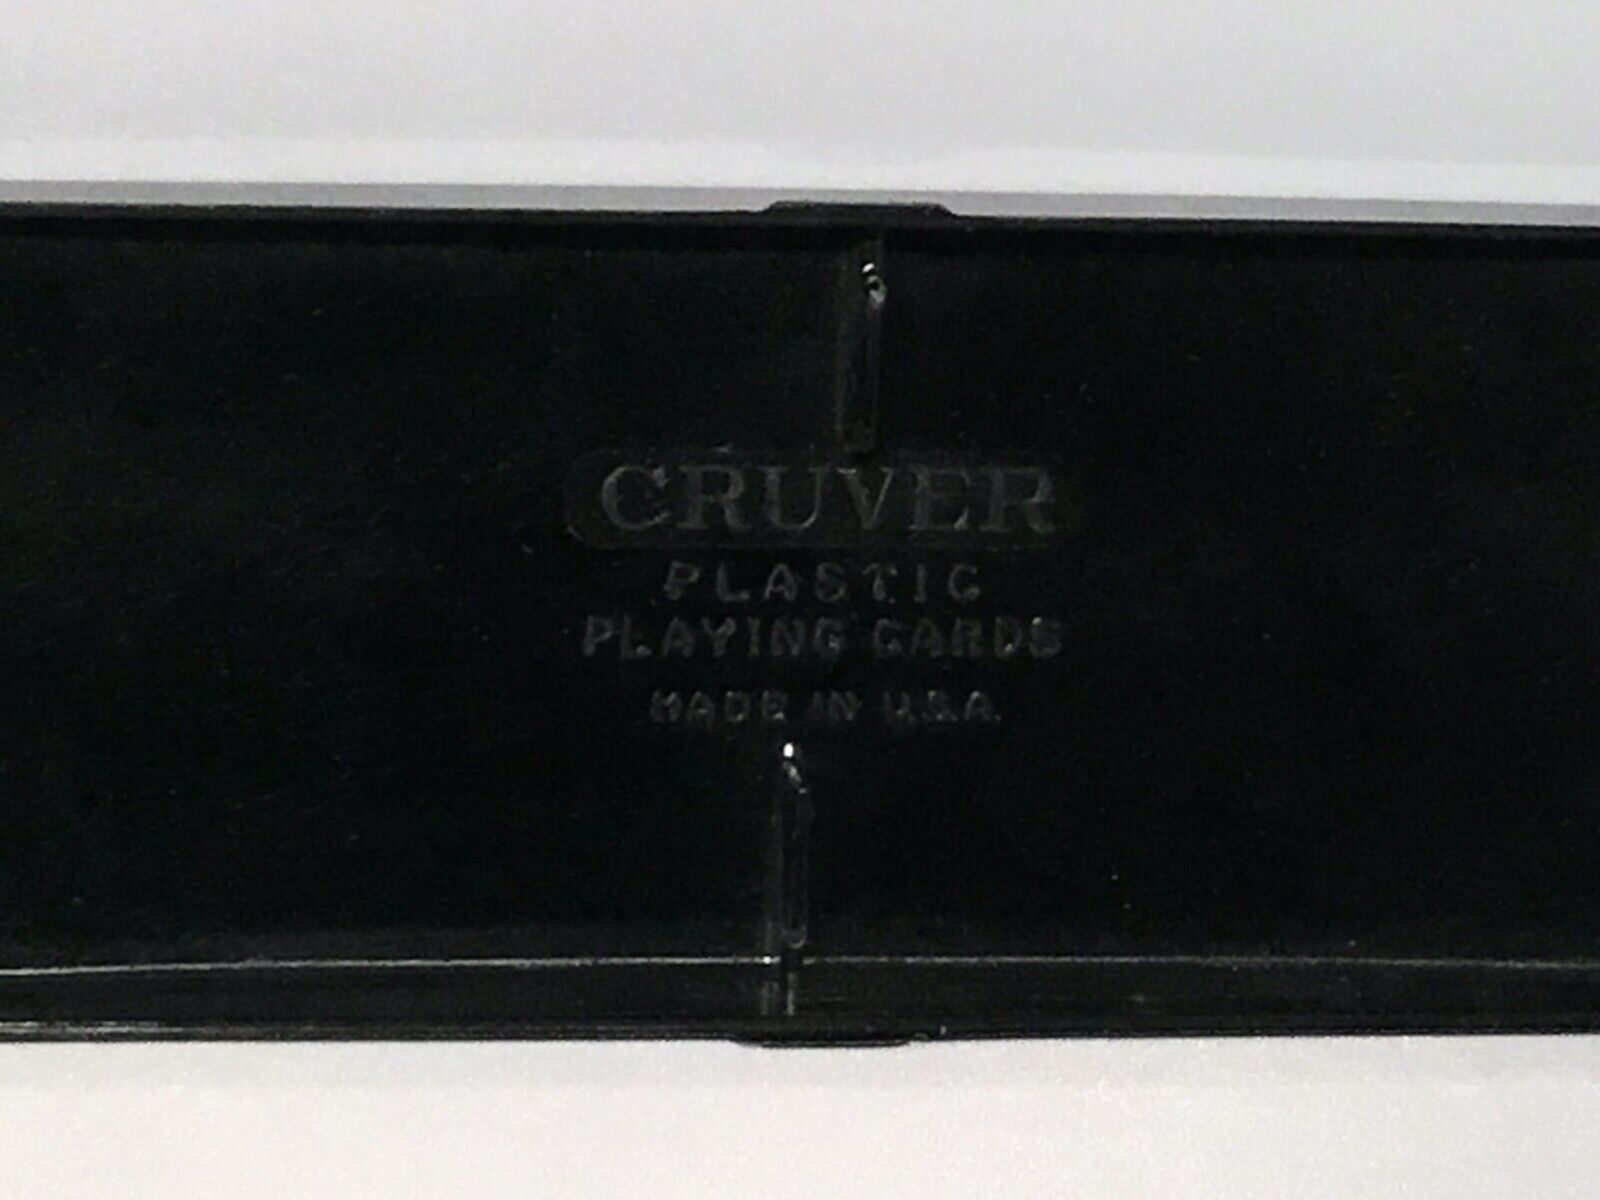 CRUVER
PLASTIC
PLAYING CARDS
MADE IN U.S.A.